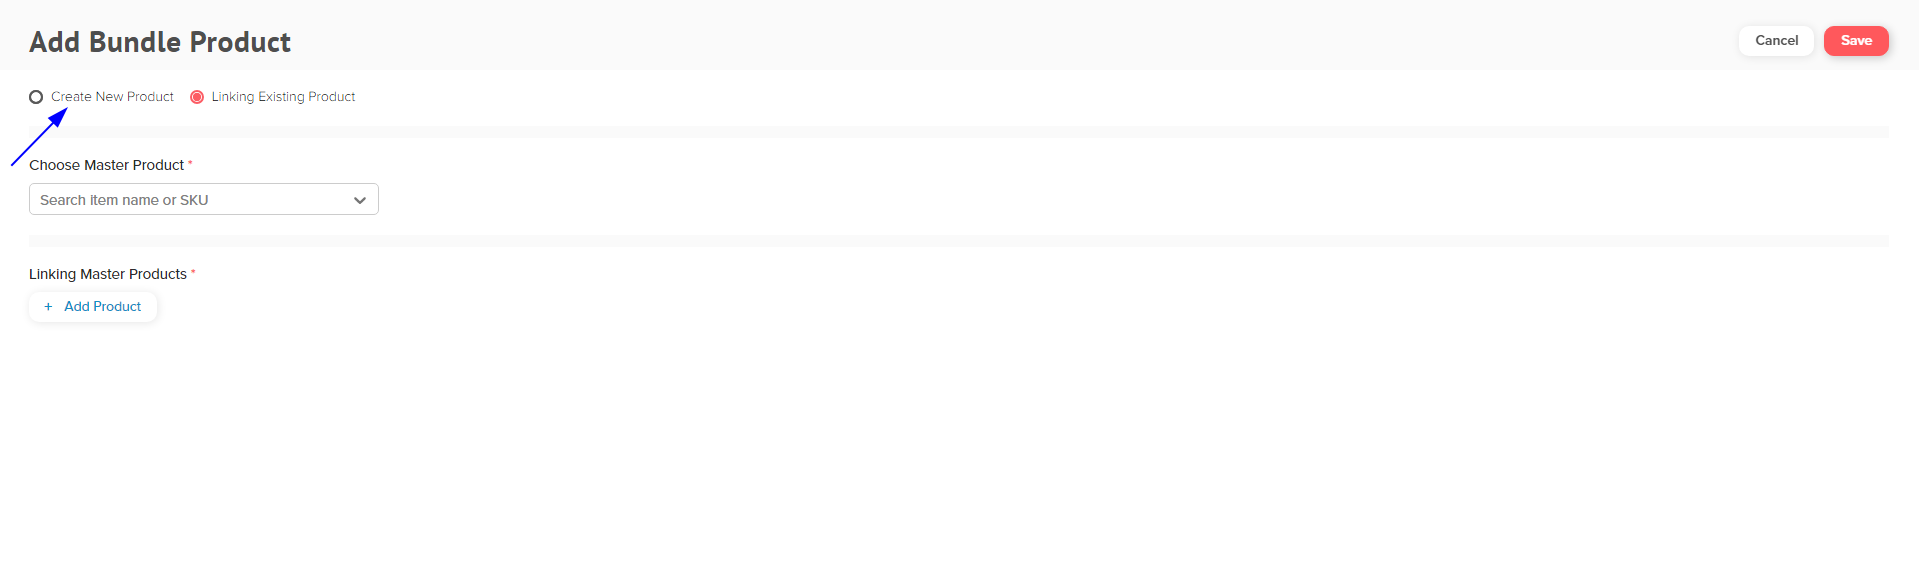 Add Bundle Product
Cancel
Save
Create New Product
Linking Existing Product
Choose Master Product *
Search item name or SKU
Linking Master Products *
+ Add Product